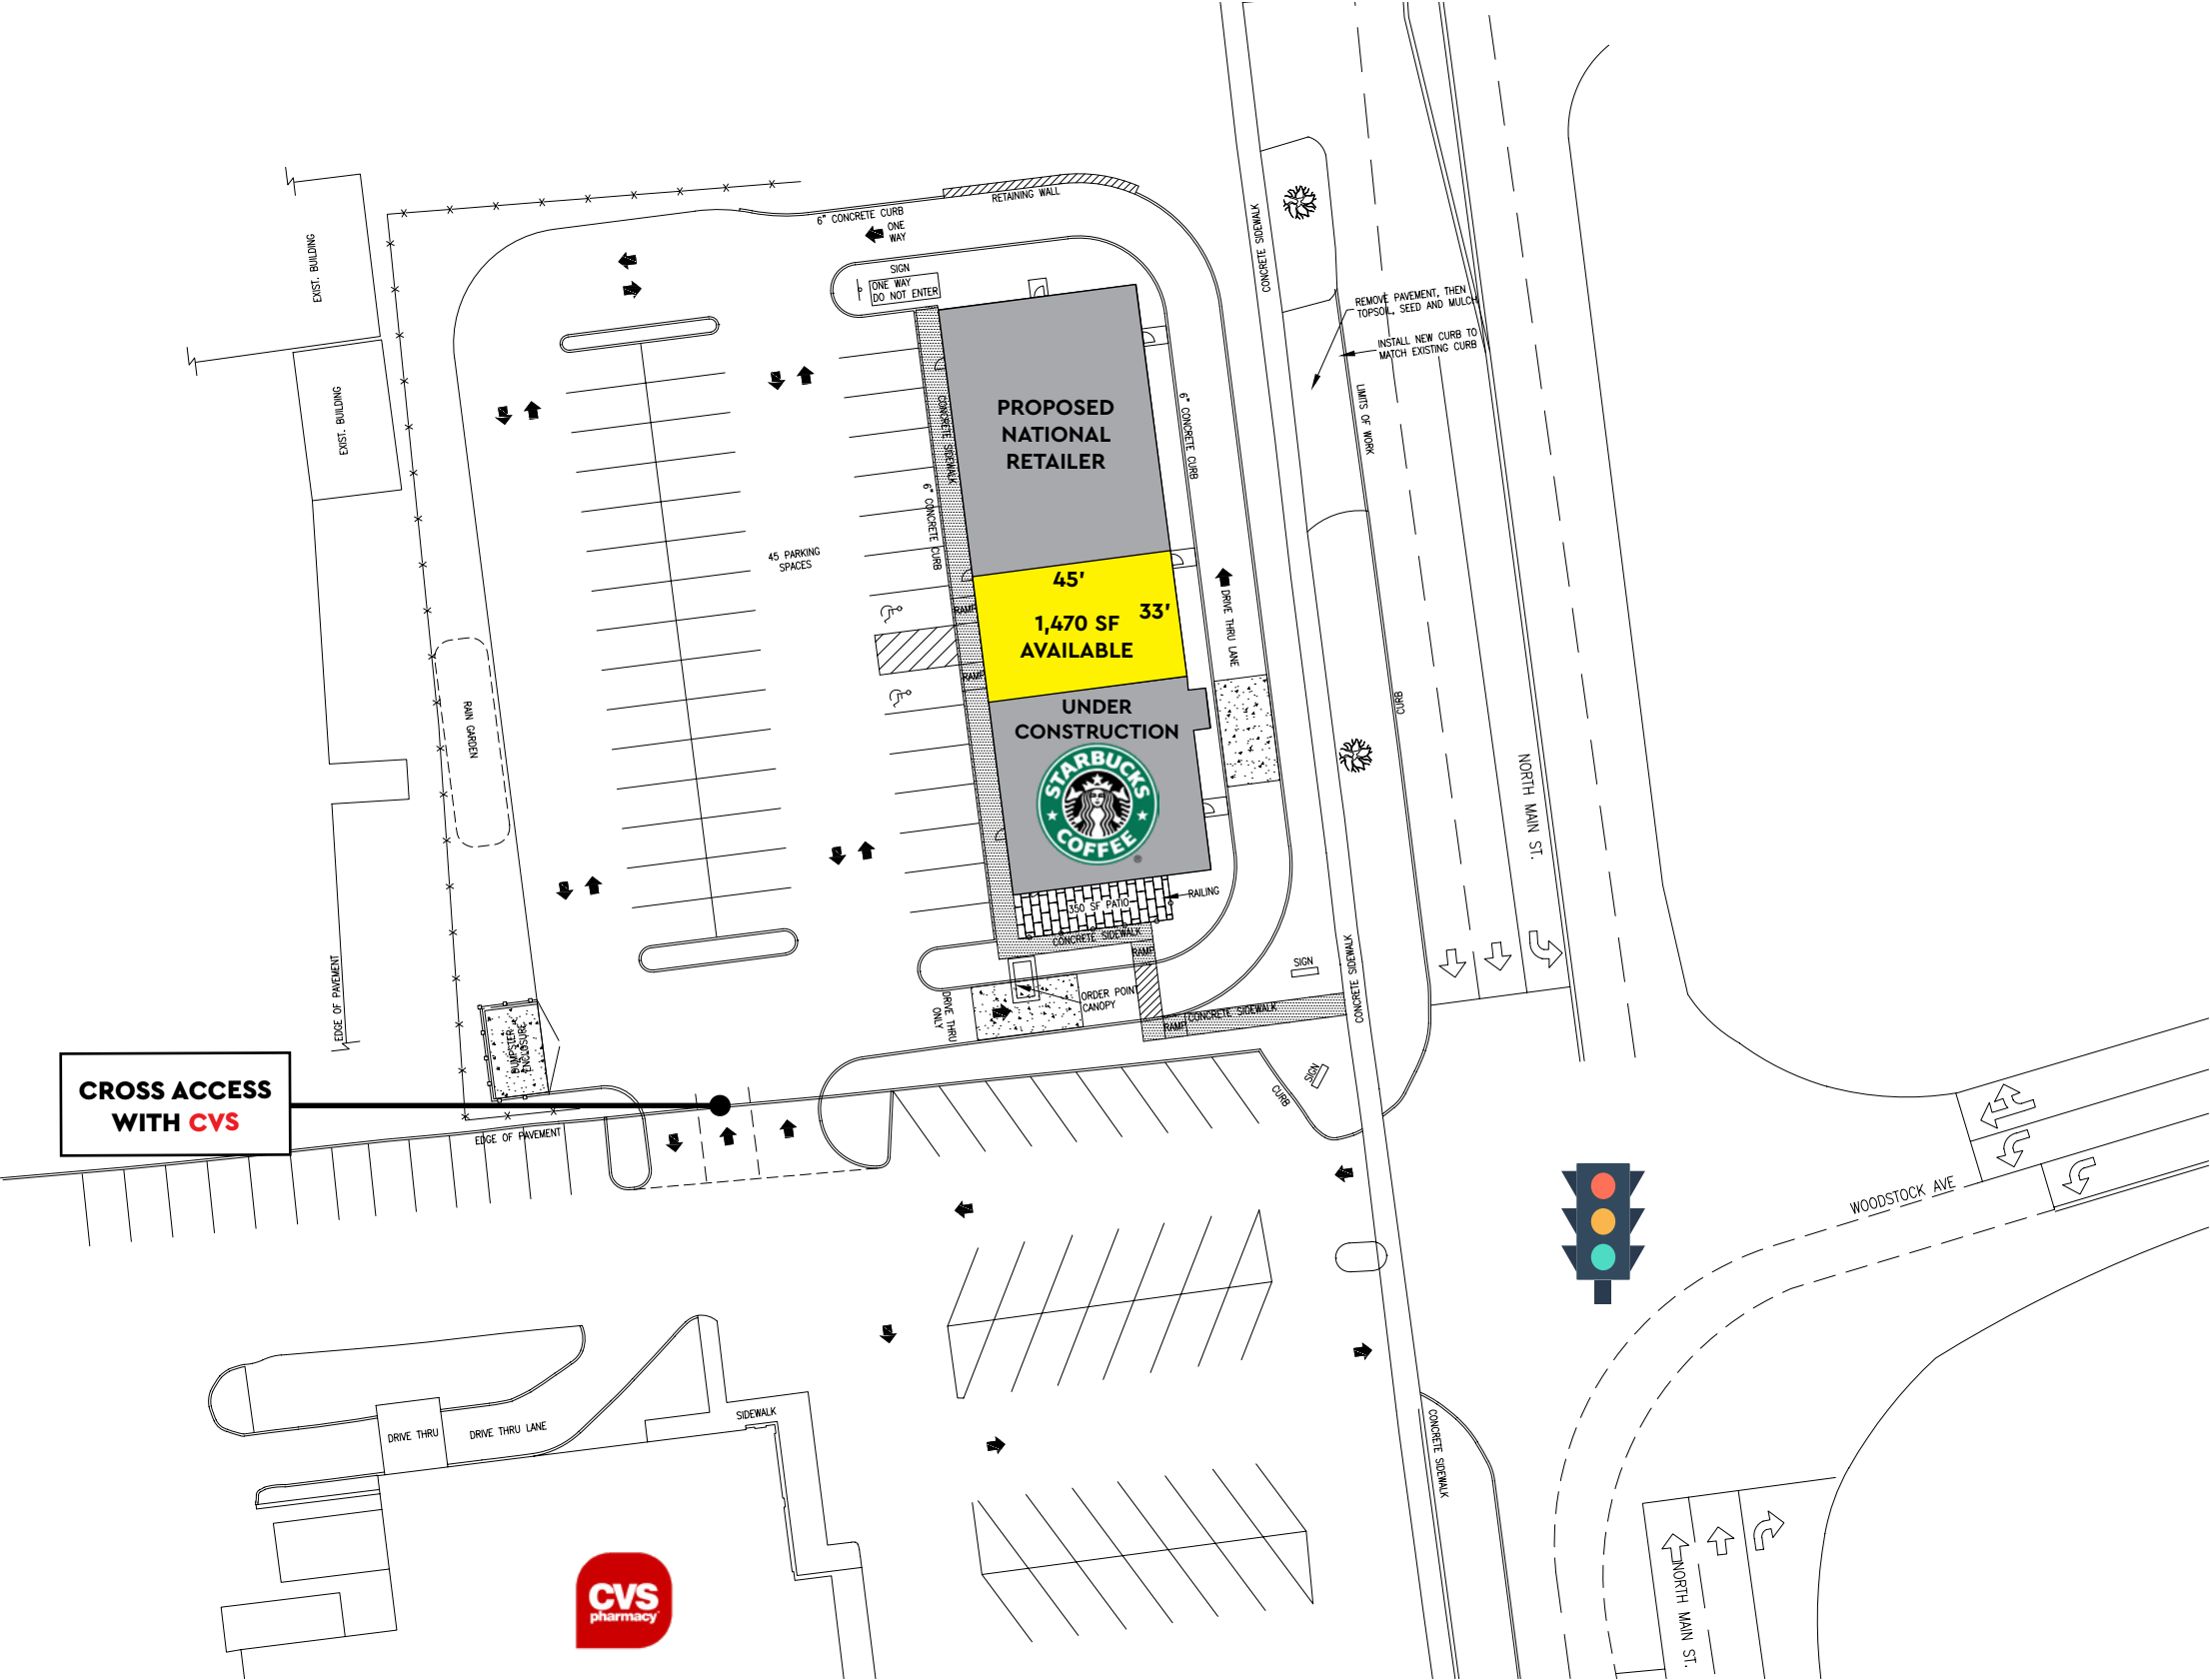 RETAINING WALL
6" CONCRETE CURB
ONE
WAY
SIGN
ONE WAY
DO NOT ENTER
EXIST. BUILDING
EXIST. BUILDING
CONCRETE SIDEWALK
REMOVE PAVEMENT, THEN
TOPSOIL, SEED AND MULCH
INSTALL NEW CURB TO
MATCH EXISTING CURB
LIMITS OF WORK
PROPOSED
NATIONAL
RETAILER
CONCRETE SIDEWALK
6" CONCRETE CURB
6" CONCRETE CURB
45 PARKING
SPACES
45'
33'
1,470 SF
AVAILABLE
RAMP
RAMP
DRIVE THRU LANE
UNDER
CONSTRUCTION
STARBUCKS
COFFEE
®
RAIN GARDEN
CURB
NORTH MAIN ST.
350 SF PATIO
RAILING
CONCRETE SIDEWALK
RAMP
SIGN
CONCRETE SIDEWALK
ORDER POINT
CANOPY
DRIVE THRU
ONLY
RAMP
CONCRETE SIDEWALK
EDGE OF PAVEMENT
DUMPSTER
ENCLOSURE
SIGN
CURB
CROSS ACCESS
WITH CVS
EDGE OF PAVEMENT
WOODSTOCK AVE
DRIVE THRU
DRIVE THRU LANE
SIDEWALK
CONCRETE SIDEWALK
CVS
pharmacy
NORTH MAIN ST.